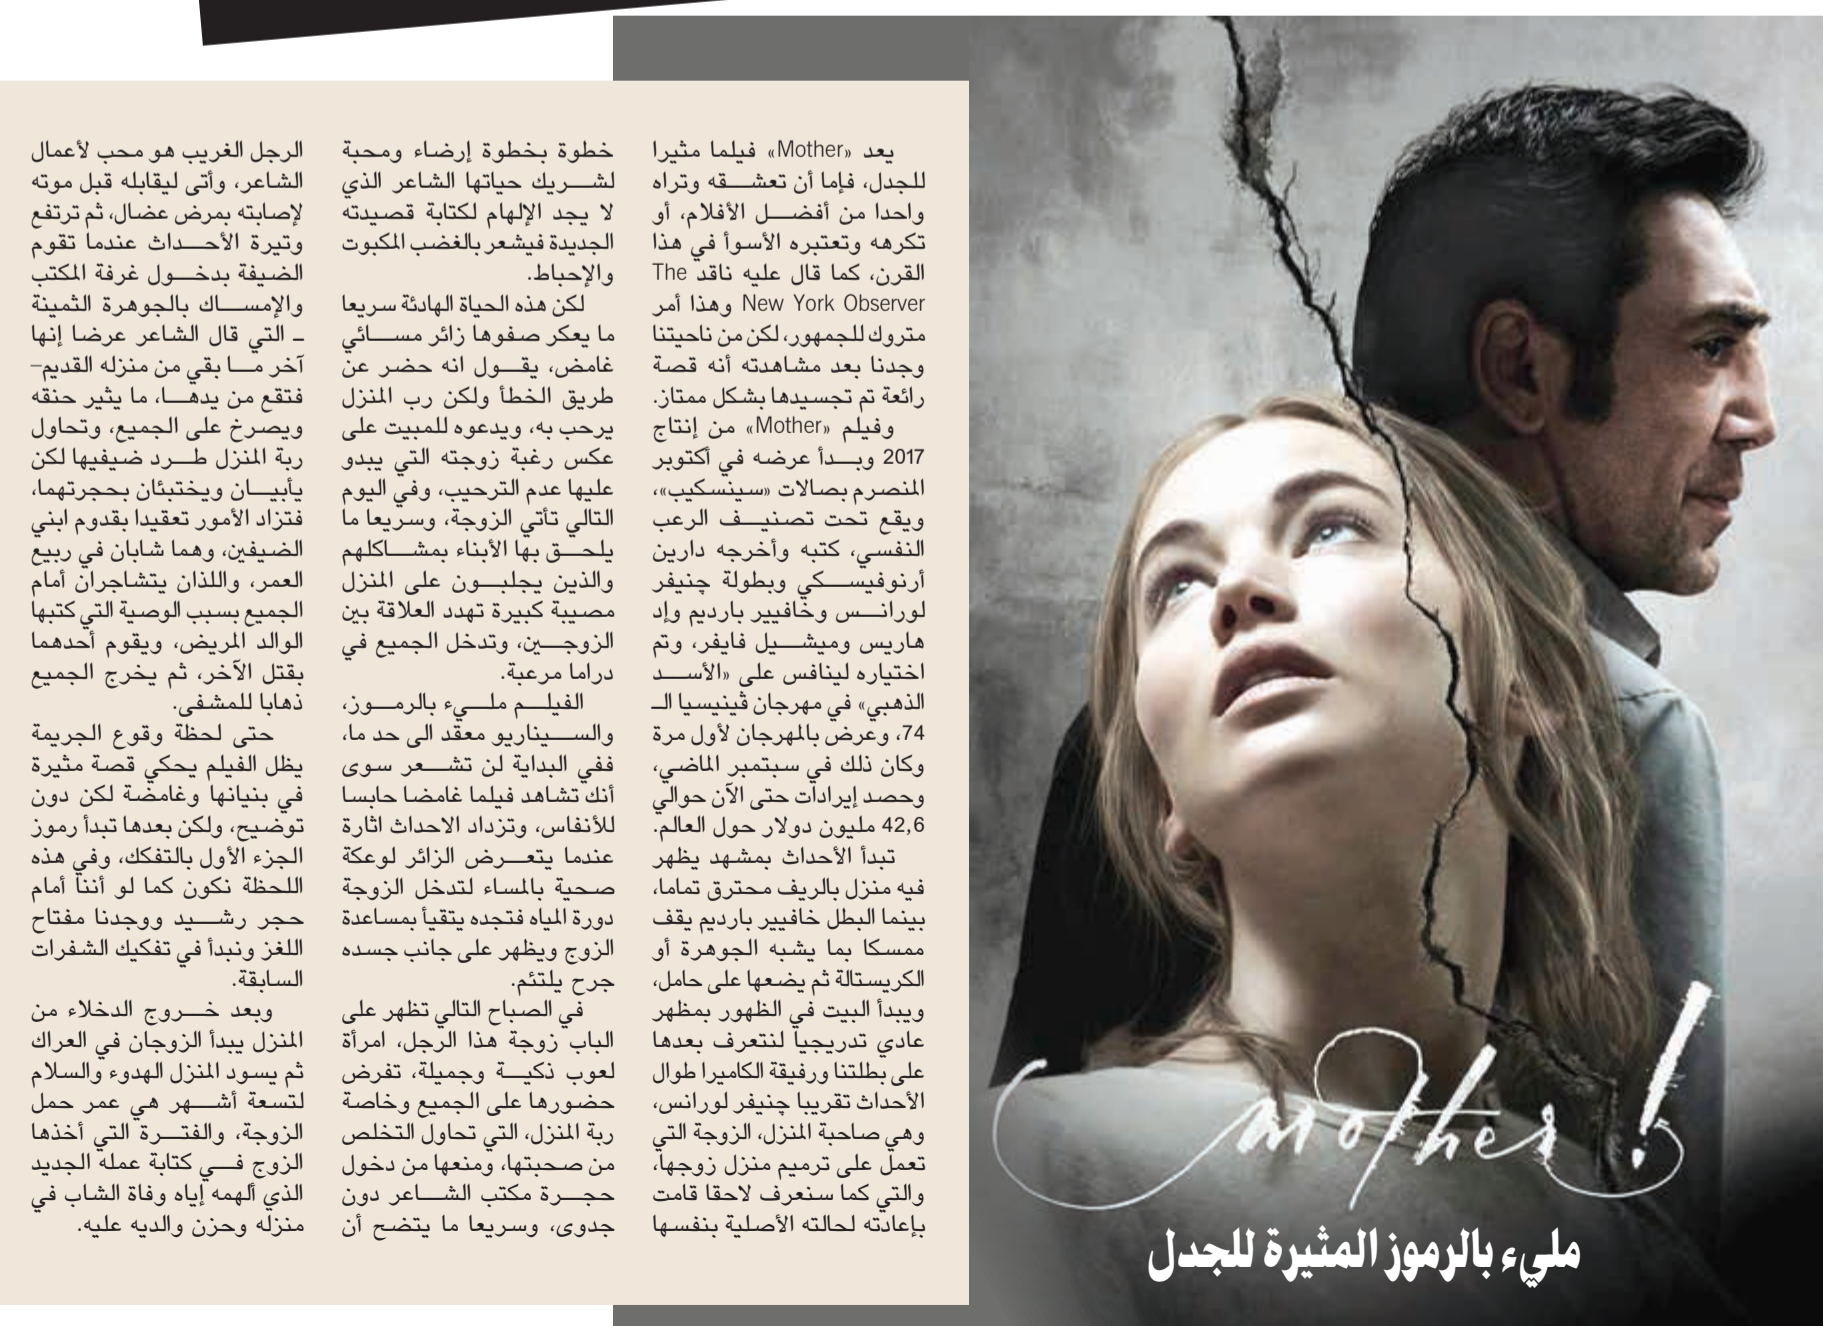 mother!
مليء بالرموز المثيرة للجدل
يعد «Mother» فيلما مثيرا
للجدل، فإما أن تعشقه وتراه
واحدا من أفضل الأفلام، أو
تكرهه وتعتبره الأسوأ في هذا
القرن، كما قال عليه ناقد The
New York Observer وهذا أمر
متروك للجمهور، لكن من ناحيتنا
وجدنا بعد مشاهدته أنه قصة
رائعة تم تجسيدها بشكل ممتاز.
وفيلم «Mother» من إنتاج
2017 وبدأ عرضه في أكتوبر
المنصرم بصالات «سينسكيب»،
ويقع تحت تصنيف الرعب
النفسي، كتبه وأخرجه دارين
أرنوفيسكي وبطولة چنيفر
لورانس وخافيير بارديم وإد
هاريس وميشيل فايفر، وتم
اختياره لينافس على «الأسد
الذهبي» في مهرجان ڤينيسيا الـ
74، وعرض بالمهرجان لأول مرة
وكان ذلك في سبتمبر الماضي،
وحصد إيرادات حتى الآن حوالي
42,6 مليون دولار حول العالم.
تبدأ الأحداث بمشهد يظهر
فيه منزل بالريف محترق تماما،
بينما البطل خافيير بارديم يقف
ممسكا بما يشبه الجوهرة أو
الكريستالة ثم يضعها على حامل،
ويبدأ البيت في الظهور بمظهر
عادي تدريجيا لنتعرف بعدها
على بطلتنا ورفيقة الكاميرا طوال
الأحداث تقريبا چنيفر لورانس،
وهي صاحبة المنزل، الزوجة التي
تعمل على ترميم منزل زوجها،
والتي كما سنعرف لاحقا قامت
بإعادته لحالته الأصلية بنفسها
خطوة بخطوة إرضاء ومحبة
لشريك حياتها الشاعر الذي
لا يجد الإلهام لكتابة قصيدته
الجديدة فيشعر بالغضب المكبوت
والإحباط.
لكن هذه الحياة الهادئة سريعا
ما يعكر صفوها زائر مسائي
غامض، يقول انه حضر عن
طريق الخطأ ولكن رب المنزل
يرحب به، ويدعوه للمبيت على
عكس رغبة زوجته التي يبدو
عليها عدم الترحيب، وفي اليوم
التالي تأتي الزوجة، وسريعا ما
يلحق بها الأبناء بمشاكلهم
والذين يجلبون على المنزل
مصيبة كبيرة تهدد العلاقة بين
الزوجين، وتدخل الجميع في
دراما مرعبة.
الفيلم مليء بالرموز،
والسيناريو معقد الى حد ما،
ففي البداية لن تشعر سوى
أنك تشاهد فيلما غامضا حابسا
للأنفاس، وتزداد الاحداث اثارة
عندما يتعرض الزائر لوعكة
صحية بالمساء لتدخل الزوجة
دورة المياه فتجده يتقيأ بمساعدة
الزوج ويظهر على جانب جسده
جرح يلتئم.
في الصباح التالي تظهر على
الباب زوجة هذا الرجل، امرأة
لعوب ذكية وجميلة، تفرض
حضورها على الجميع وخاصة
ربة المنزل، التي تحاول التخلص
من صحبتها، ومنعها من دخول
حجرة مكتب الشاعر دون
جدوى، وسريعا ما يتضح أن
الرجل الغريب هو محب لأعمال
الشاعر، وأتى ليقابله قبل موته
لإصابته بمرض عضال، ثم ترتفع
وتيرة الأحداث عندما تقوم
الضيفة بدخول غرفة المكتب
والإمساك بالجوهرة الثمينة
ـ التي قال الشاعر عرضا إنها
آخر ما بقي من منزله القديم–
فتقع من يدها، ما يثير حنقه
ويصرخ على الجميع، وتحاول
ربة المنزل طرد ضيفيها لكن
يأبيان ويختبئان بحجرتهما،
فتزاد الأمور تعقيدا بقدوم ابني
الضيفين، وهما شابان في ربيع
العمر، واللذان يتشاجران أمام
الجميع بسبب الوصية التي كتبها
الوالد المريض، ويقوم أحدهما
بقتل الآخر، ثم يخرج الجميع
ذهابا للمشفى.
حتى لحظة وقوع الجريمة
يظل الفيلم يحكي قصة مثيرة
في بنيانها وغامضة لكن دون
توضيح، ولكن بعدها تبدأ رموز
الجزء الأول بالتفكك، وفي هذه
اللحظة نكون كما لو أننا أمام
حجر رشيد ووجدنا مفتاح
اللغز ونبدأ في تفكيك الشفرات
السابقة.
وبعد خروج الدخلاء من
المنزل يبدأ الزوجان في العراك
ثم يسود المنزل الهدوء والسلام
لتسعة أشهر هي عمر حمل
الزوجة، والفترة التي أخذها
الزوج في كتابة عمله الجديد
الذي ألهمه إياه وفاة الشاب في
منزله وحزن والديه عليه.